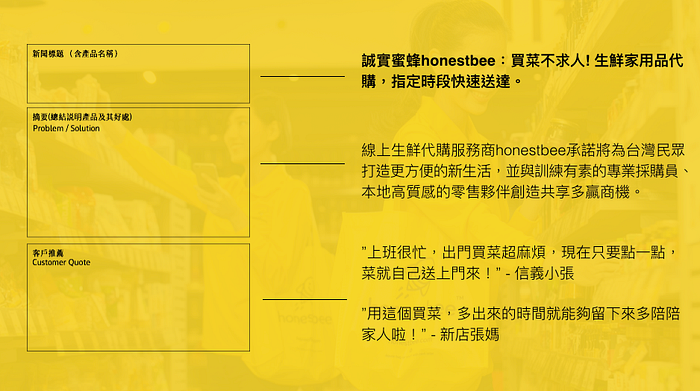 新聞標題（含產品名稱）
誠實蜜蜂honestbee：買菜不求人! 生鮮家用品代
購，指定時段快速送達。
摘要(總結説明產品及其好處)
Problem / Solution
線上生鮮代購服務商honestbee承諾將為台灣民眾
打造更方便的新生活，並與訓練有素的專業採購員、
本地高質感的零售夥伴創造共享多贏商機。
客戶推薦
Customer Quote
"上班很忙，出門買菜超麻煩，現在只要點一點，
菜就自己送上門來！" - 信義小張
"用這個買菜，多出來的時間就能夠留下來多陪陪
家人啦！" - 新店張媽
honestbee